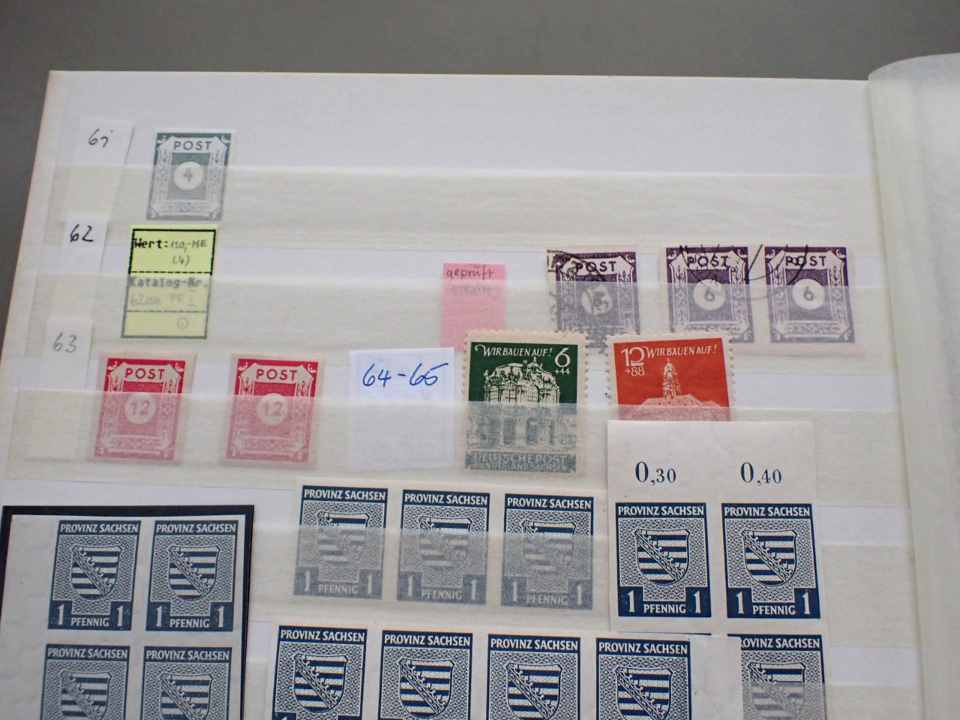 61
POST
4
62
Wert: 120,-ME
(4)
Katalog-Nr.
geprüft
POST
POST
6
POST
6
63
POST
12
POST
12
64-65
WIR BAUEN AUF! 6
+44
DEUTSCHE POST
12 WIR BAUEN AUF!
+88
0,30
0,40
PROVINZ SACHSEN
1 PFENNIG 1
PROVINZ SACHSEN
1 PFENNIG 1
PROVINZ SACHSEN
1 PFENNIG 1
PROVINZ SACHSEN
1 PFENNIG 1
PROVINZ SACHSEN
1 PFENNIG 1
PROVINZ SACHSEN
1 PFENNIG 1
PROVINZ SACHSEN
1 PFENNIG 1
PROVINZ SACHSEN
PROVINZ SACHSEN
PROVINZ SACHSEN
PROVINZ SACHSEN
PROVINZ SACHSEN
PROVINZ SACHSEN
PROVINZ SACHSEN